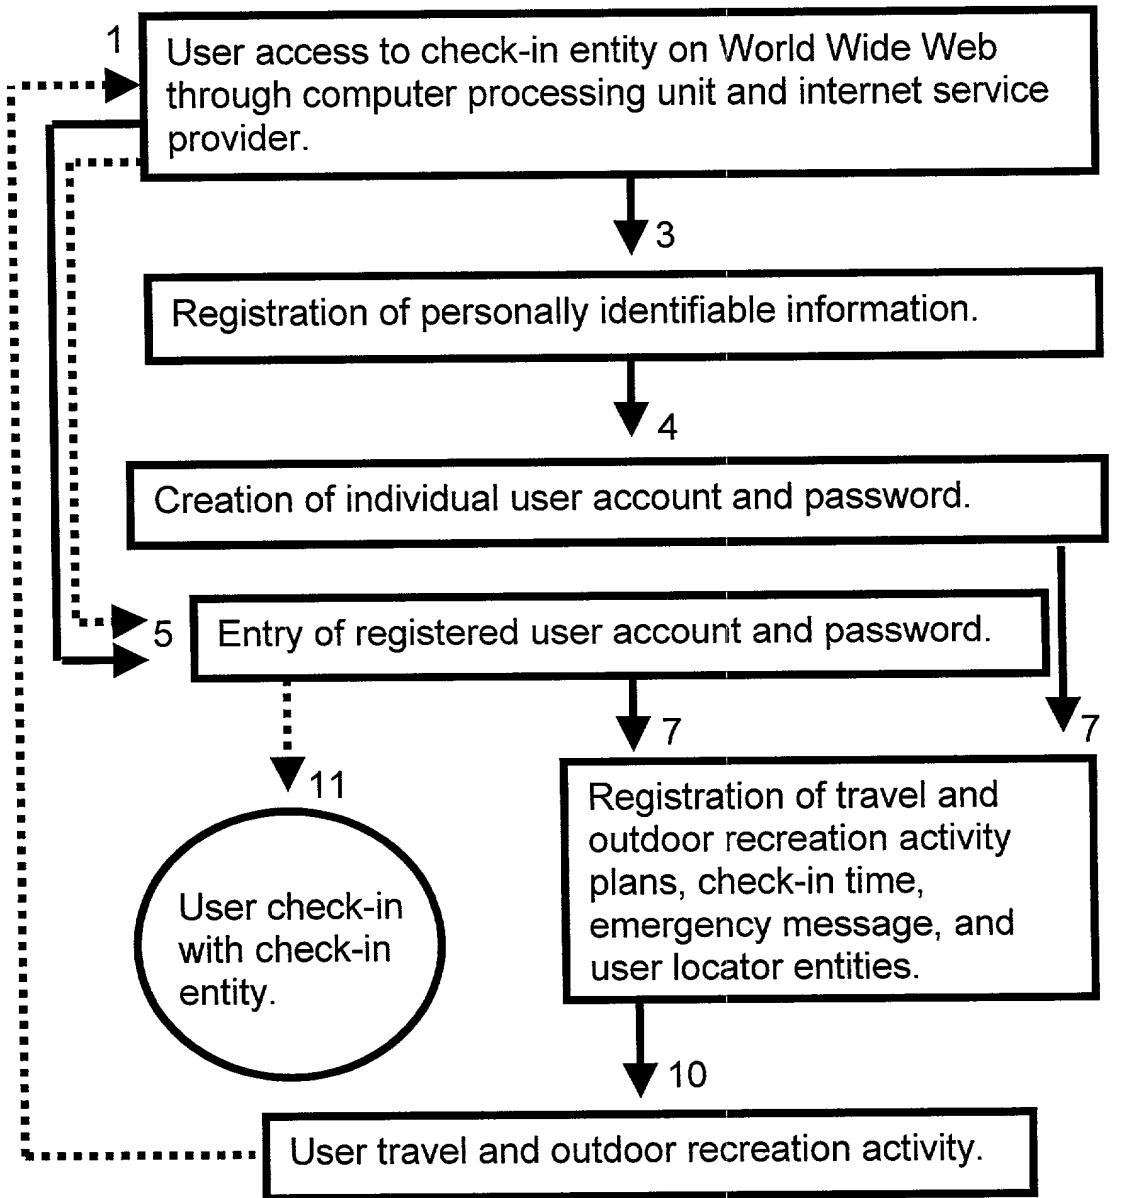 1
User access to check-in entity on World Wide Web
through computer processing unit and internet service
provider.
3
Registration of personally identifiable information.
4
Creation of individual user account and password.
5
Entry of registered user account and password.
7
7
11
Registration of travel and
outdoor recreation activity
plans, check-in time,
emergency message, and
user locator entities.
User check-in
with check-in
entity.
10
User travel and outdoor recreation activity.